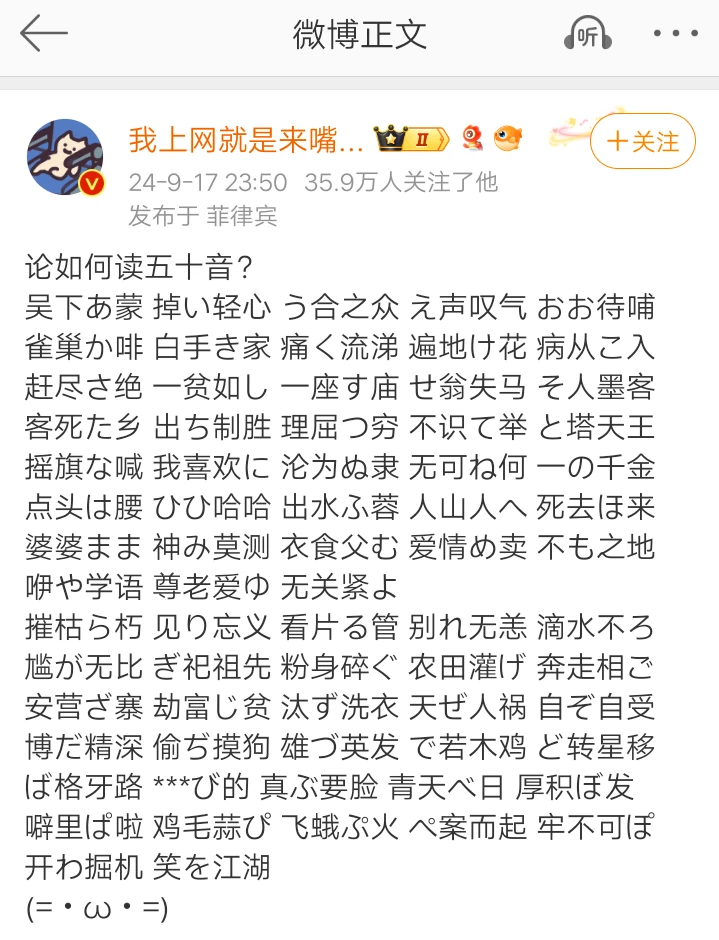 微博正文
听
我上网就是来嘴...
II
+关注
24-9-17 23:50 35.9万人关注了他
发布于 菲律宾
论如何读五十音?
吴下あ蒙 掉い轻心 う合之众 え声叹气 おお待哺
雀巢か啡 白手き家 痛く流涕 遍地け花 病从こ入
赶尽さ绝 一贫如し 一座す庙 せ翁失马 そ人墨客
客死た乡 出ち制胜 理屈つ穷 不识て举 と塔天王
摇旗な喊 我喜欢に 沦为ぬ隶 无可ね何 一の千金
点头は腰 ひひ哈哈 出水ふ蓉 人山人へ 死去ほ来
婆婆まま 神み莫测 衣食父む 爱情め卖 不も之地
咿や学语 尊老爱ゆ 无关紧よ
摧枯ら朽 见り忘义 看片る管 别れ无恙 滴水不ろ
尴が无比 ぎ祀祖先 粉身碎ぐ 农田灌げ 奔走相ご
安营ざ寨 劫富じ贫 汰ず洗衣 天ぜ人祸 自ぞ自受
博だ精深 偷ぢ摸狗 雄づ英发 で若木鸡 ど转星移
ば格牙路 ***び的 真ぶ要脸 青天べ日 厚积ぼ发
噼里ぱ啦 鸡毛蒜ぴ 飞蛾ぷ火 ぺ案而起 牢不可ぽ
开わ掘机 笑を江湖
(=・ω・=)